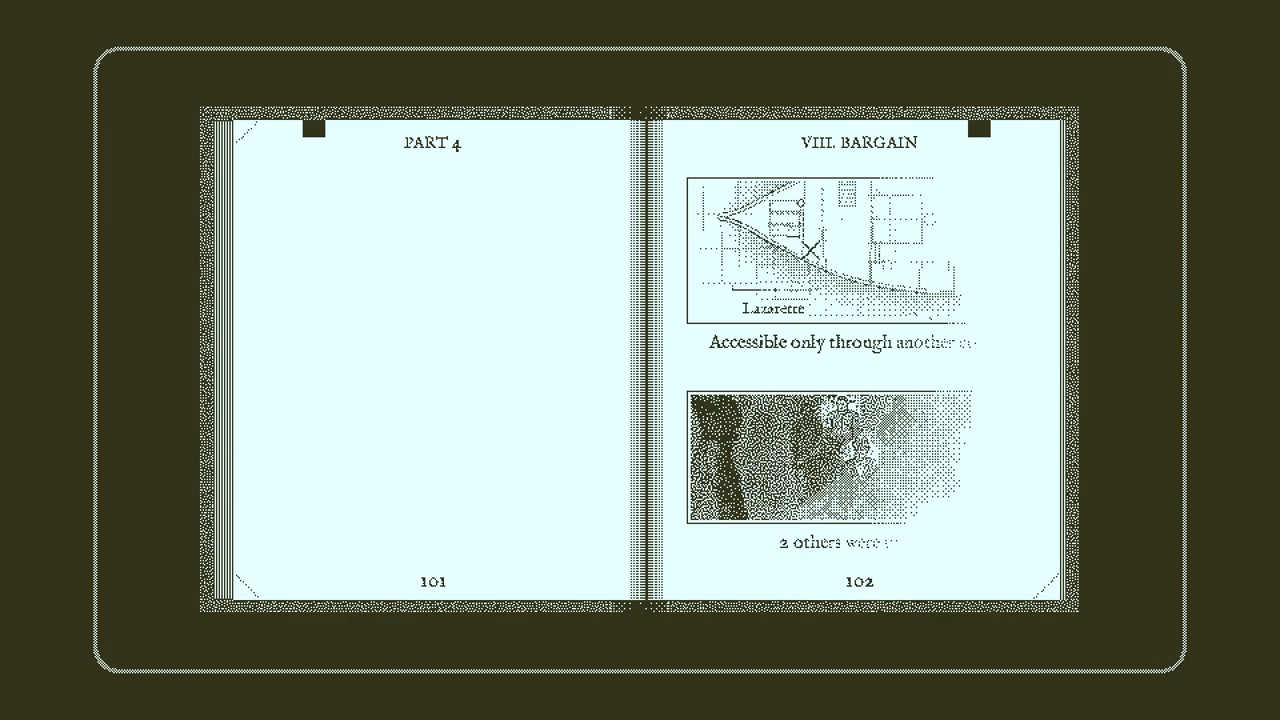 PART 4
VIII. BARGAIN
Lazarette
Accessible only through another
2 others were
101
102